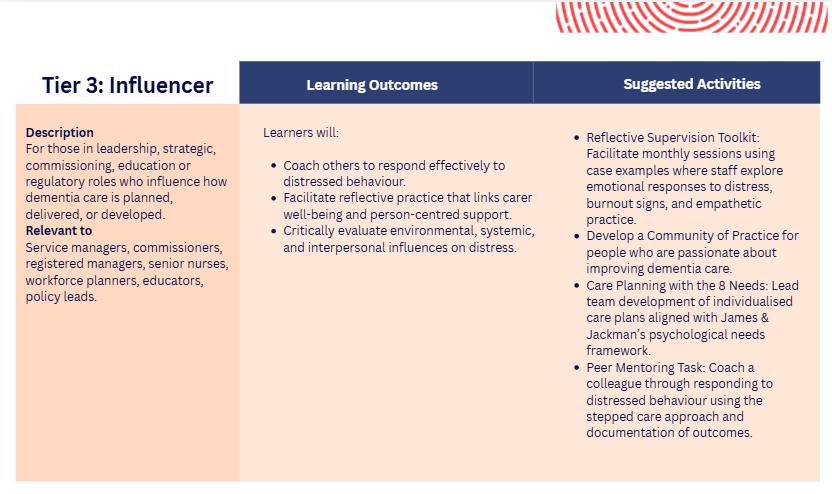 Tier 3: Influencer
Learning Outcomes
Suggested Activities
Description
For those in leadership, strategic,
commissioning, education or
regulatory roles who influence how
dementia care is planned,
delivered, or developed.
Relevant to
Service managers, commissioners,
registered managers, senior nurses,
workforce planners, educators,
policy leads.
Learners will:
• Coach others to respond effectively to
distressed behaviour.
• Facilitate reflective practice that links carer
well-being and person-centred support.
• Critically evaluate environmental, systemic,
and interpersonal influences on distress.
• Reflective Supervision Toolkit:
Facilitate monthly sessions using
case examples where staff explore
emotional responses to distress,
burnout signs, and empathetic
practice.
• Develop a Community of Practice for
people who are passionate about
improving dementia care.
• Care Planning with the 8 Needs: Lead
team development of individualised
care plans aligned with James &
Jackman’s psychological needs
framework.
• Peer Mentoring Task: Coach a
colleague through responding to
distressed behaviour using the
stepped care approach and
documentation of outcomes.